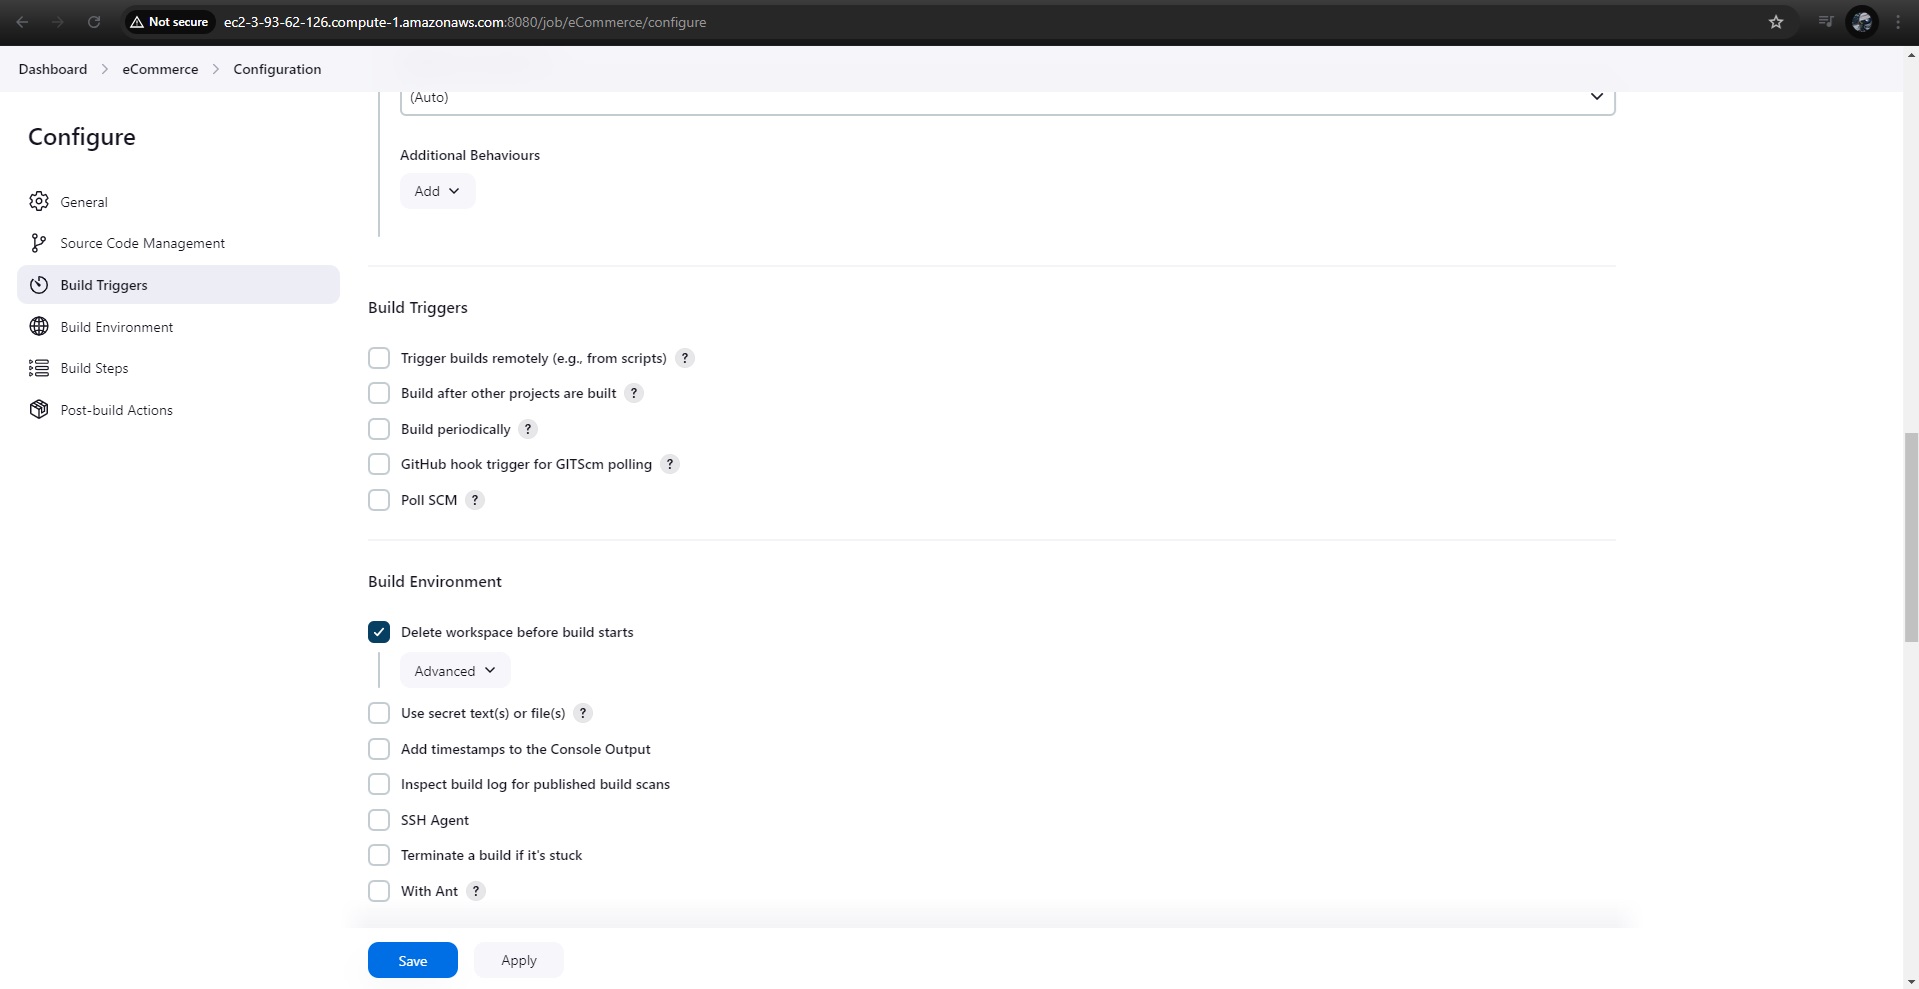 Not secure ec2-3-93-62-126.compute-1.amazonaws.com:8080/job/eCommerce/configure
Dashboard eCommerce Configuration
Configure
General
Source Code Management
Build Triggers
Build Environment
Build Steps
Post-build Actions
(Auto)
Additional Behaviours
Add
Build Triggers
Trigger builds remotely (e.g., from scripts) ?
Build after other projects are built ?
Build periodically ?
GitHub hook trigger for GITScm polling ?
Poll SCM ?
Build Environment
Delete workspace before build starts
Advanced
Use secret text(s) or file(s) ?
Add timestamps to the Console Output
Inspect build log for published build scans
SSH Agent
Terminate a build if it's stuck
With Ant ?
Save Apply